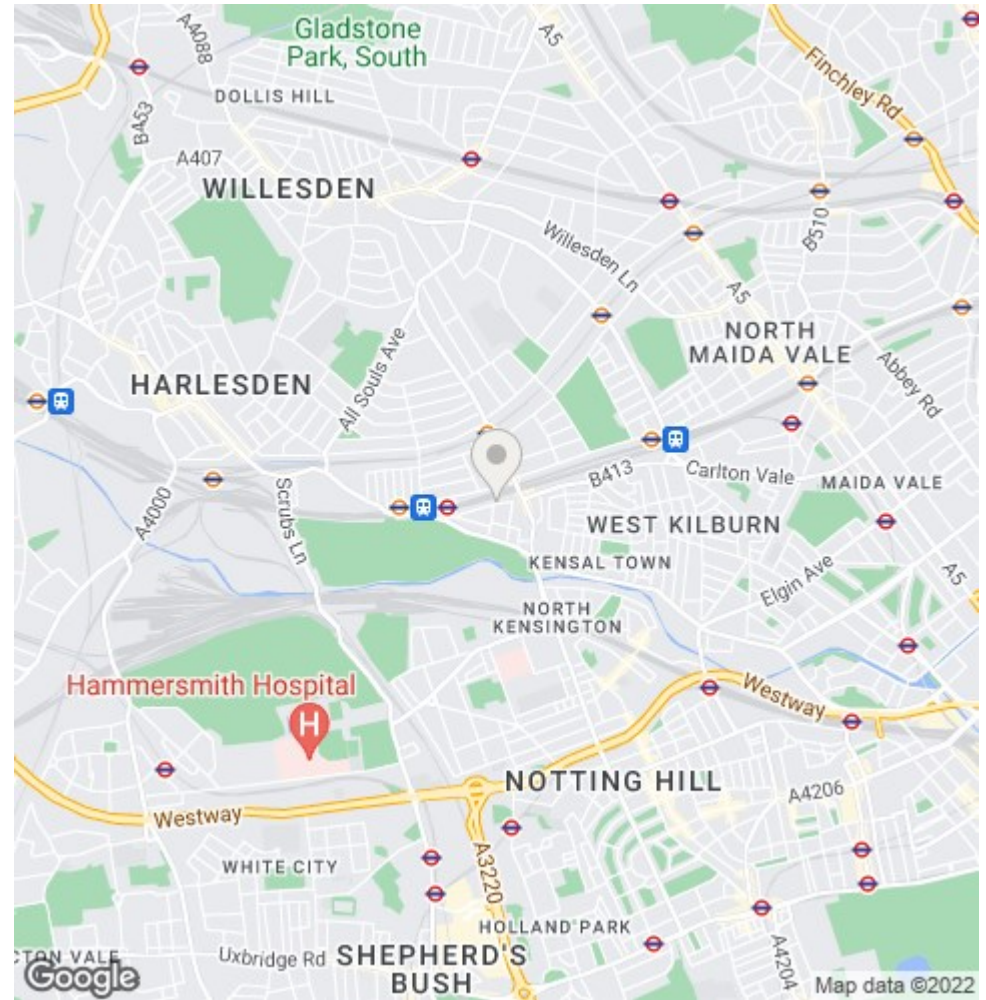 Gladstone
Park, South
A4088
A5
Finchley Rd
DOLLIS HILL
B453
A407
WILLESDEN
B510
Willesden Ln
A5
NORTH
MAIDA VALE
All Souls Ave
Abbey Rd
HARLESDEN
B413
Carlton Vale
MAIDA VALE
A4000
Scrubs Ln
WEST KILBURN
KENSAL TOWN
Elgin Ave
A5
NORTH
KENSINGTON
Hammersmith Hospital
H
Westway
NOTTING HILL
A4206
Westway
WHITE CITY
A3220
HOLLAND PARK
CTON VALE
Uxbridge Rd
SHEPHERD'S
BUSH
A4204
Google
Map data ©2022